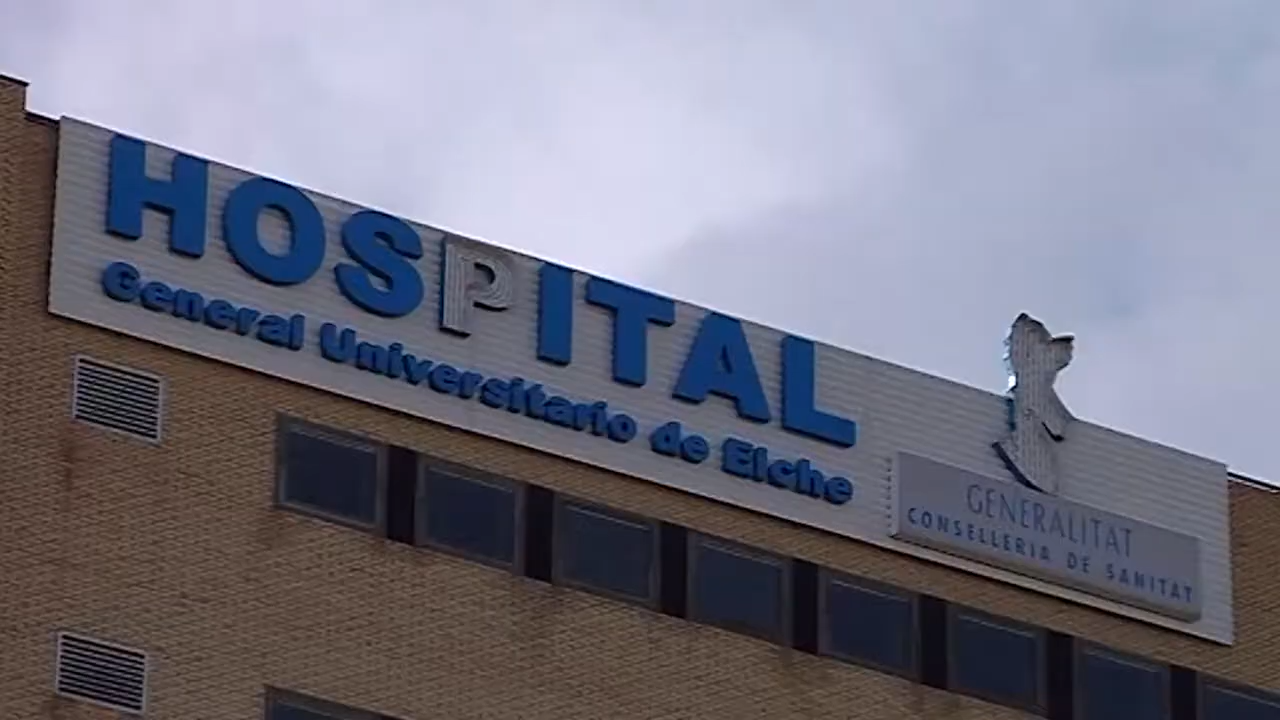 HOSPITAL
General Universitario de Elche
GENERALITAT
CONSELLERIA DE SANITAT